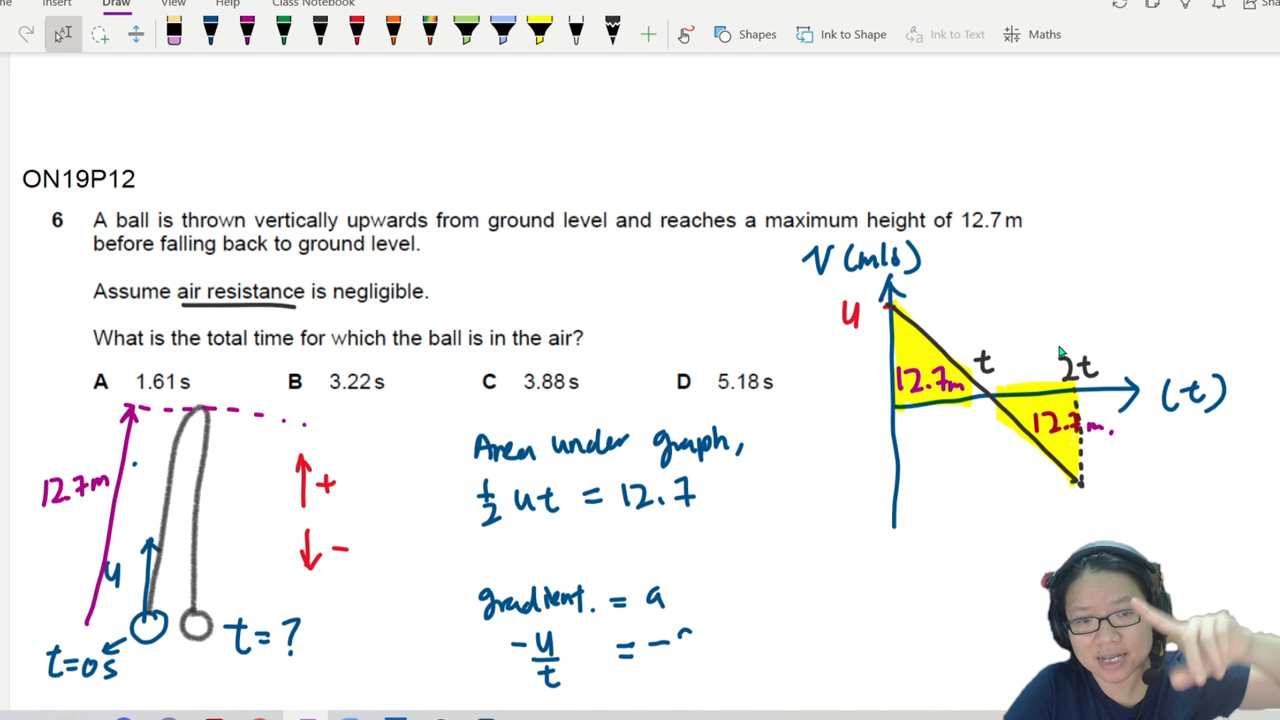 Insert Draw View Help Class Notebook
Shapes Ink to Shape Ink to Text Maths
ON19P12
6 A ball is thrown vertically upwards from ground level and reaches a maximum height of 12.7 m
before falling back to ground level.
Assume air resistance is negligible.
What is the total time for which the ball is in the air?
A 1.61 s B 3.22 s C 3.88 s D 5.18 s
12.7m
u
t=0s
t=?
+
-
Area under graph,
1/2 ut = 12.7
gradient. = a
-u/t = -
V (m/s)
u
12.7m
t
2t
12.7m.
(t)